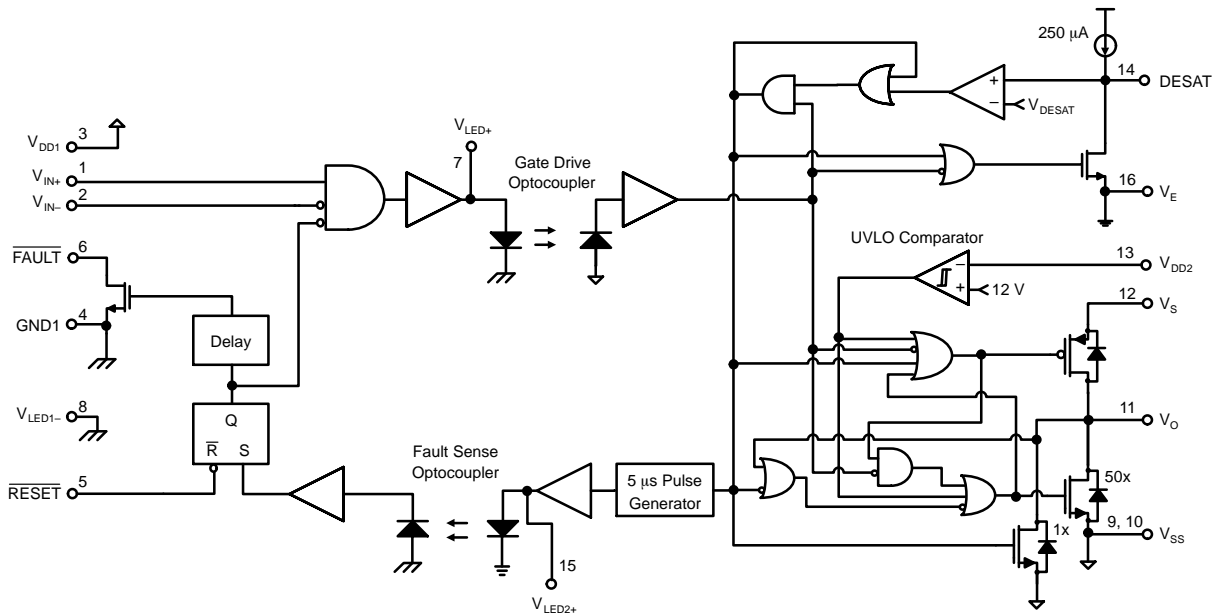 250 μA
14
DESAT
+
−
V_DESAT
V_DD1
3
V_LED+
7
Gate Drive
Optocoupler
V_IN+
1
V_IN−
2
16
V_E
FAULT
6
UVLO Comparator
13
V_DD2
−
+
12 V
12
V_S
GND1
4
Delay
V_LED1−
8
Q
R
S
11
V_O
Fault Sense
Optocoupler
RESET
5
5 μs Pulse
Generator
50x
1x
9, 10
V_SS
15
V_LED2+